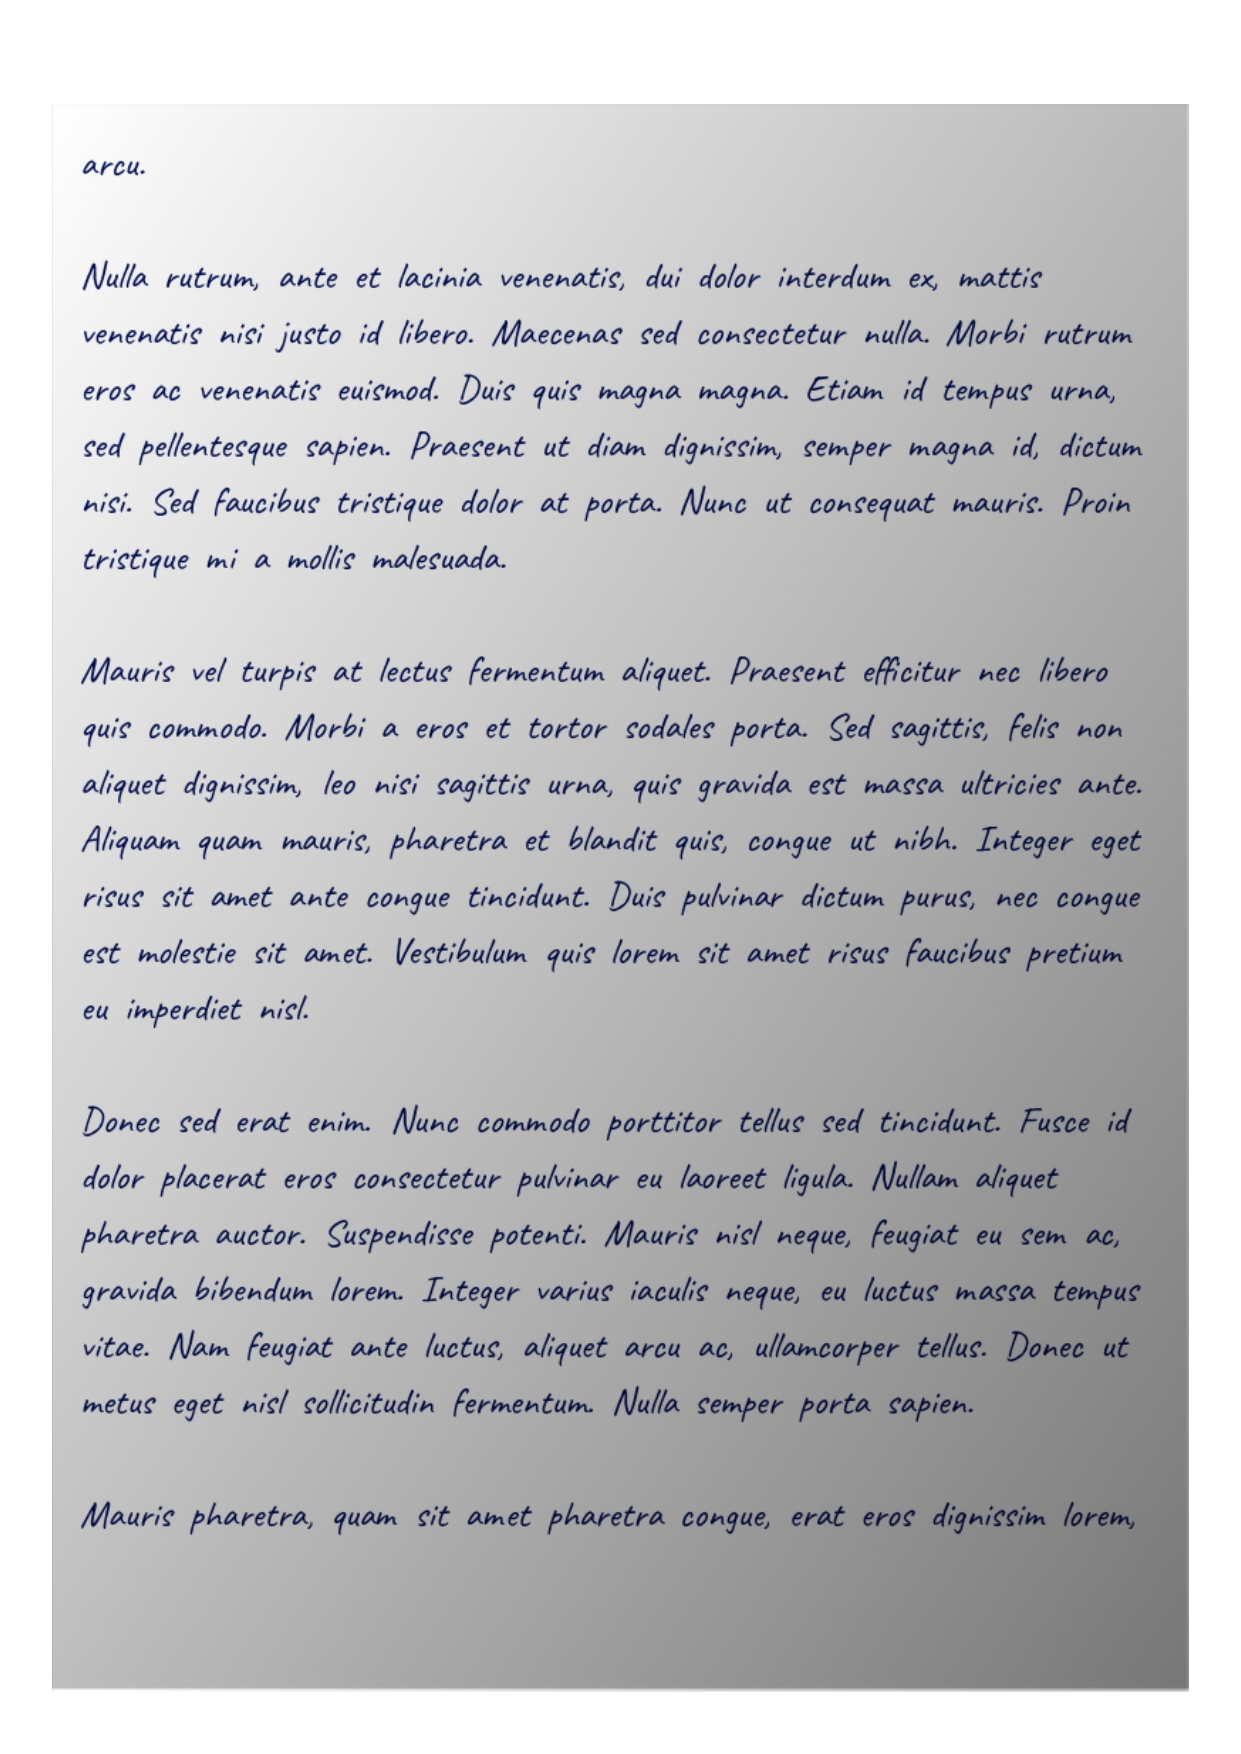 arcu.
Nulla rutrum, ante et lacinia venenatis, dui dolor interdum ex, mattis
venenatis nisi justo id libero. Maecenas sed consectetur nulla. Morbi rutrum
eros ac venenatis euismod. Duis quis magna magna. Etiam id tempus urna,
sed pellentesque sapien. Praesent ut diam dignissim, semper magna id, dictum
nisi. Sed faucibus tristique dolor at porta. Nunc ut consequat mauris. Proin
tristique mi a mollis malesuada.
Mauris vel turpis at lectus fermentum aliquet. Praesent efficitur nec libero
quis commodo. Morbi a eros et tortor sodales porta. Sed sagittis, felis non
aliquet dignissim, leo nisi sagittis urna, quis gravida est massa ultricies ante.
Aliquam quam mauris, pharetra et blandit quis, congue ut nibh. Integer eget
risus sit amet ante congue tincidunt. Duis pulvinar dictum purus, nec congue
est molestie sit amet. Vestibulum quis lorem sit amet risus faucibus pretium
eu imperdiet nisl.
Donec sed erat enim. Nunc commodo porttitor tellus sed tincidunt. Fusce id
dolor placerat eros consectetur pulvinar eu laoreet ligula. Nullam aliquet
pharetra auctor. Suspendisse potenti. Mauris nisl neque, feugiat eu sem ac,
gravida bibendum lorem. Integer varius iaculis neque, eu luctus massa tempus
vitae. Nam feugiat ante luctus, aliquet arcu ac, ullamcorper tellus. Donec ut
metus eget nisl sollicitudin fermentum. Nulla semper porta sapien.
Mauris pharetra, quam sit amet pharetra congue, erat eros dignissim lorem,